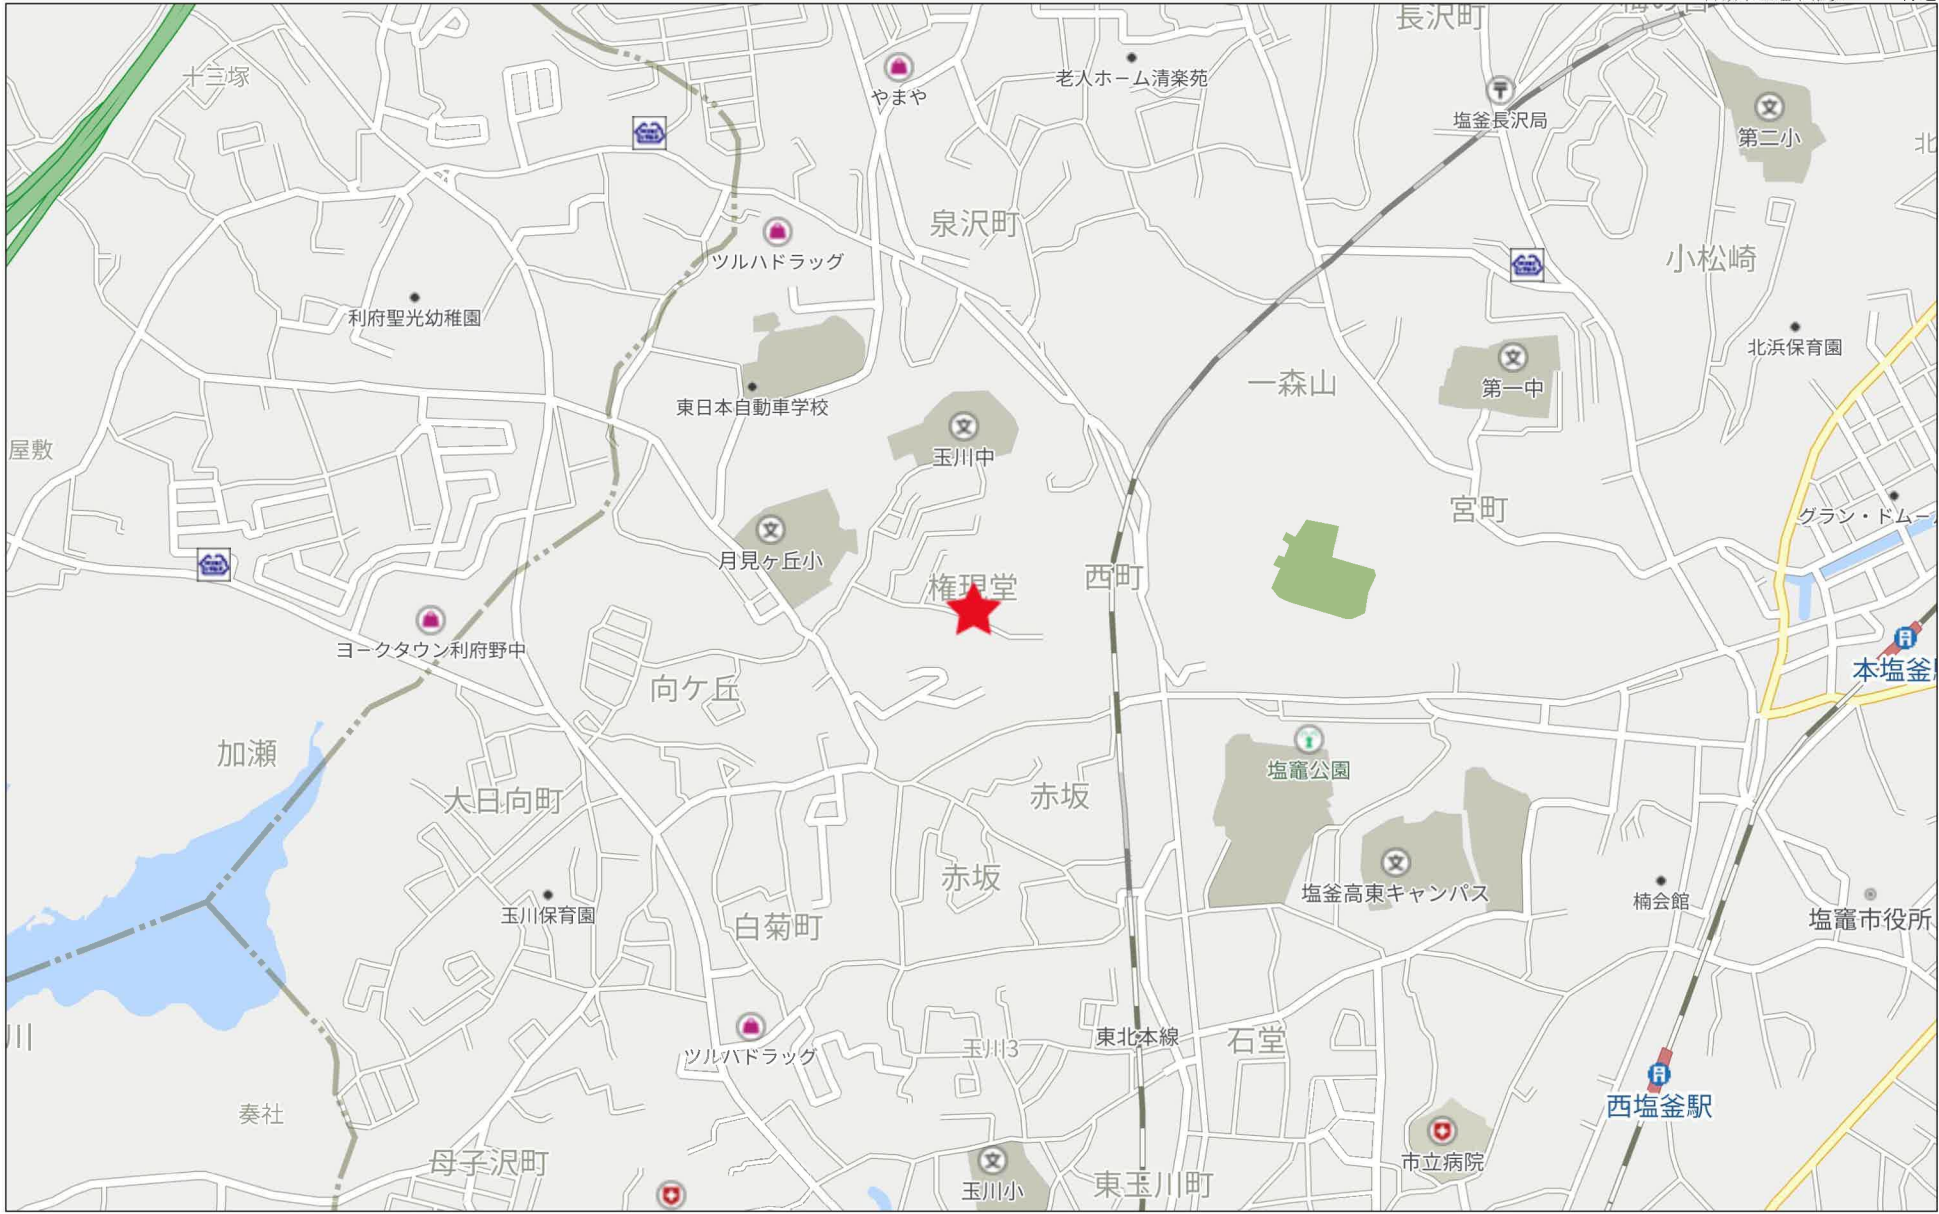 長沢町
十三塚
やまや
老人ホーム清楽苑
塩釜長沢局
第二小
北
泉沢町
ツルハドラッグ
小松崎
利府聖光幼稚園
北浜保育園
一森山
第一中
東日本自動車学校
屋敷
玉川中
宮町
グラン・ドムー
月見ヶ丘小
権現堂
西町
ヨークタウン利府野中
本塩釜駅
向ケ丘
加瀬
塩竈公園
大日向町
赤坂
赤坂
塩釜高東キャンパス
楠会館
玉川保育園
白菊町
塩竈市役所
川
東北本線
石堂
玉川3
ツルハドラッグ
奏社
西塩釜駅
母子沢町
市立病院
玉川小
東玉川町